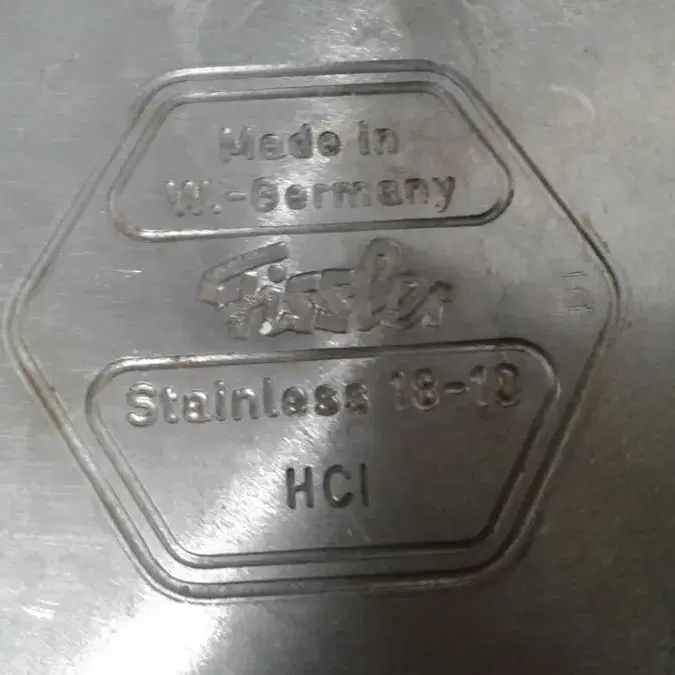 Made in
W.-Germany
Fissler
Stainless 18-10
HCI